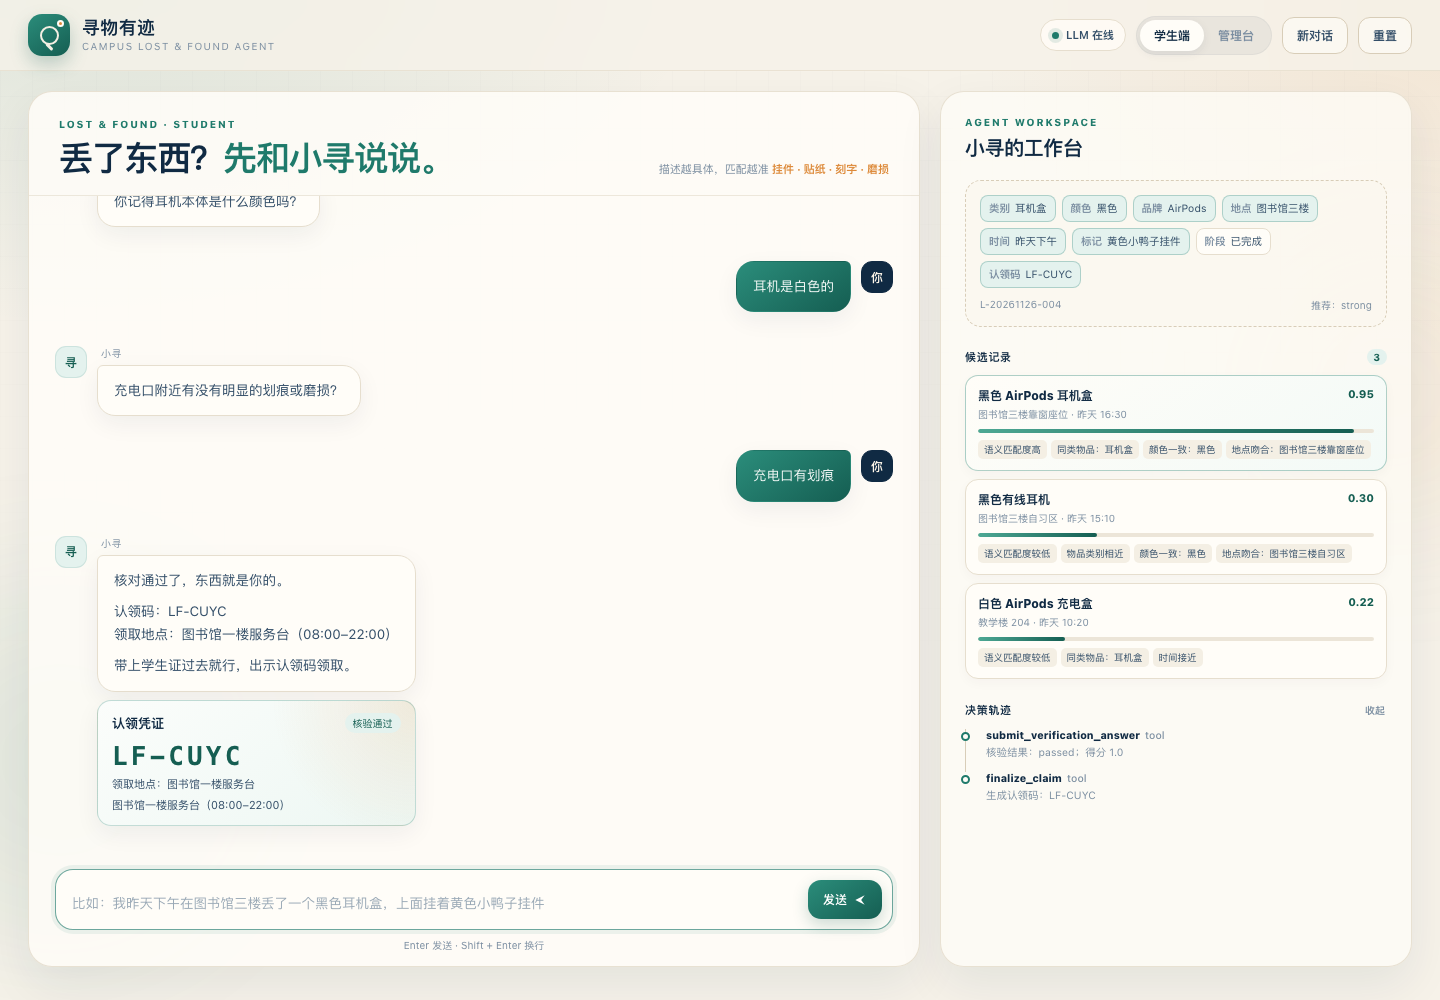 寻物有迹
CAMPUS LOST & FOUND AGENT
LLM 在线
学生端
管理台
新对话
重置
LOST & FOUND · STUDENT
丢了东西？先和小寻说说。
描述越具体，匹配越准 挂件 · 贴纸 · 刻字 · 磨损
你记得耳机本体是什么颜色吗？
耳机是白色的
你
寻
小寻
充电口附近有没有明显的划痕或磨损？
充电口有划痕
你
寻
小寻
核对通过了，东西就是你的。
认领码：LF-CUYC
领取地点：图书馆一楼服务台（08:00–22:00）
带上学生证过去就行，出示认领码领取。
认领凭证
核验通过
LF-CUYC
领取地点：图书馆一楼服务台
图书馆一楼服务台（08:00–22:00）
比如：我昨天下午在图书馆三楼丢了一个黑色耳机盒，上面挂着黄色小鸭子挂件
发送
Enter 发送 · Shift + Enter 换行
AGENT WORKSPACE
小寻的工作台
类别 耳机盒
颜色 黑色
品牌 AirPods
地点 图书馆三楼
时间 昨天下午
标记 黄色小鸭子挂件
阶段 已完成
认领码 LF-CUYC
L-20261126-004
推荐：strong
候选记录
3
黑色 AirPods 耳机盒
0.95
图书馆三楼靠窗座位 · 昨天 16:30
语义匹配度高
同类物品：耳机盒
颜色一致：黑色
地点吻合：图书馆三楼靠窗座位
黑色有线耳机
0.30
图书馆三楼自习区 · 昨天 15:10
语义匹配度较低
物品类别相近
颜色一致：黑色
地点吻合：图书馆三楼自习区
白色 AirPods 充电盒
0.22
教学楼 204 · 昨天 10:20
语义匹配度较低
同类物品：耳机盒
时间接近
决策轨迹
收起
submit_verification_answer tool
核验结果：passed；得分 1.0
finalize_claim tool
生成认领码：LF-CUYC